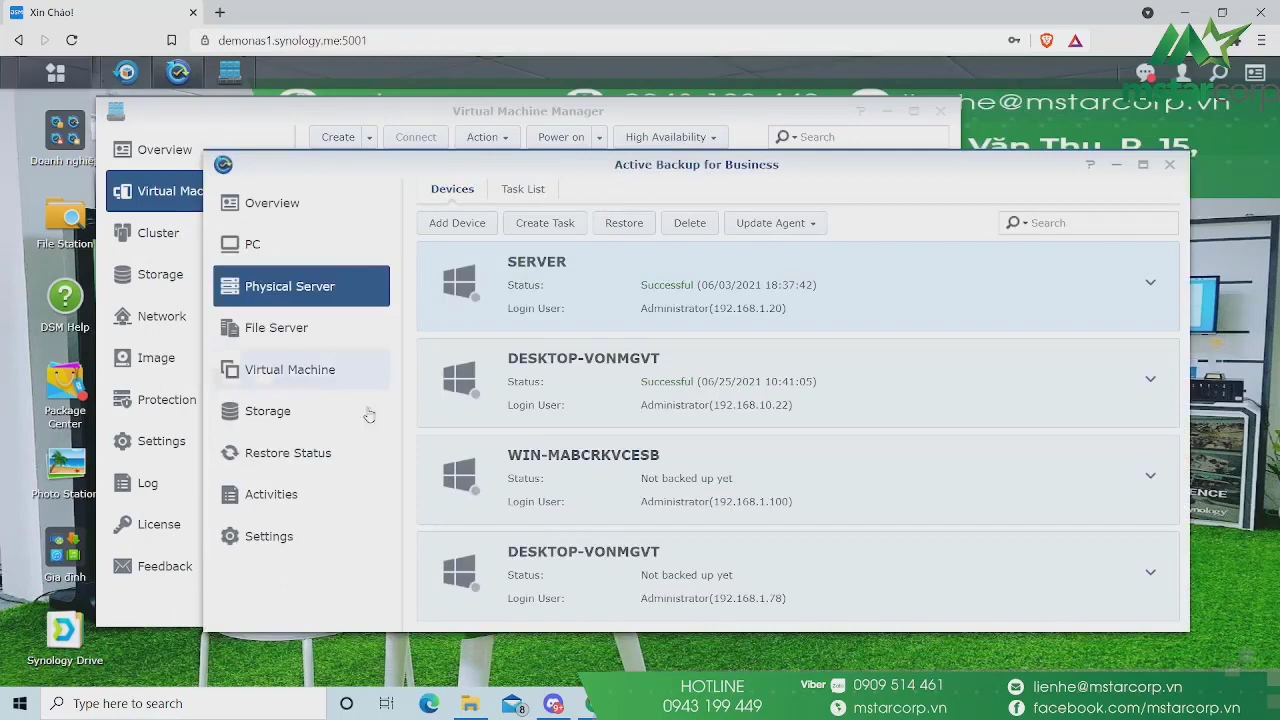 Xin Chào!
demonas1.synology.me:5001
mstarcorp
he@mstarcorp.vn
Văn Thụ, P. 15,
Virtual Machine Manager
Create
Connect
Action
Power on
High Availability
Search
Overview
Virtual Mac
Cluster
Storage
Network
Image
Protection
Settings
Log
License
Feedback
Doanh nghiệp
File Station
DSM Help
Package
Center
Photo Station
Gia đình
Synology Drive
Active Backup for Business
Overview
PC
Physical Server
File Server
Virtual Machine
Storage
Restore Status
Activities
Settings
Devices
Task List
Add Device
Create Task
Restore
Delete
Update Agent
Search
SERVER
Status: Successful (06/03/2021 18:37:42)
Login User: Administrator(192.168.1.20)
DESKTOP-VONMGVT
Status: Successful (06/25/2021 10:41:05)
Login User: Administrator(192.168.10.22)
WIN-MABCRKVCESB
Status: Not backed up yet
Login User: Administrator(192.168.1.100)
DESKTOP-VONMGVT
Status: Not backed up yet
Login User: Administrator(192.168.1.78)
Type here to search
HOTLINE
0943 199 449
Viber Zalo 0909 514 461
mstarcorp.vn
lienhe@mstarcorp.vn
facebook.com/mstarcorp.vn